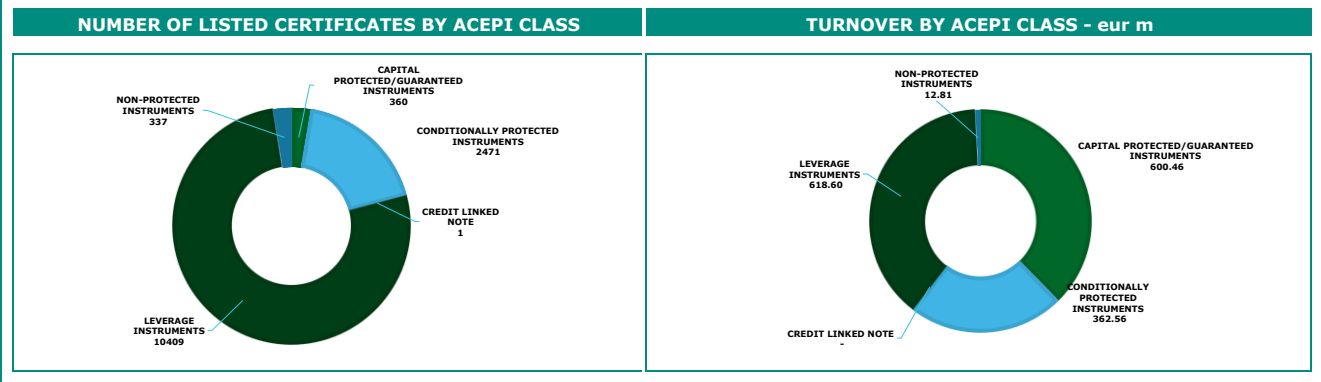 NUMBER OF LISTED CERTIFICATES BY ACEPI CLASS
CAPITAL
PROTECTED/GUARANTEED
INSTRUMENTS
360
NON-PROTECTED
INSTRUMENTS
337
CONDITIONALLY PROTECTED
INSTRUMENTS
2471
CREDIT LINKED
NOTE
1
LEVERAGE
INSTRUMENTS
10409
TURNOVER BY ACEPI CLASS - eur m
NON-PROTECTED
INSTRUMENTS
12.81
CAPITAL PROTECTED/GUARANTEED
INSTRUMENTS
600.46
LEVERAGE
INSTRUMENTS
618.60
CONDITIONALLY
PROTECTED
INSTRUMENTS
362.56
CREDIT LINKED NOTE
-